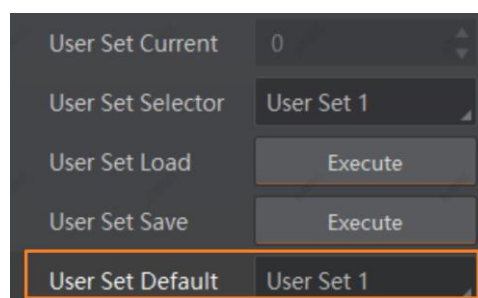 User Set Current 0
User Set Selector User Set 1
User Set Load Execute
User Set Save Execute
User Set Default User Set 1